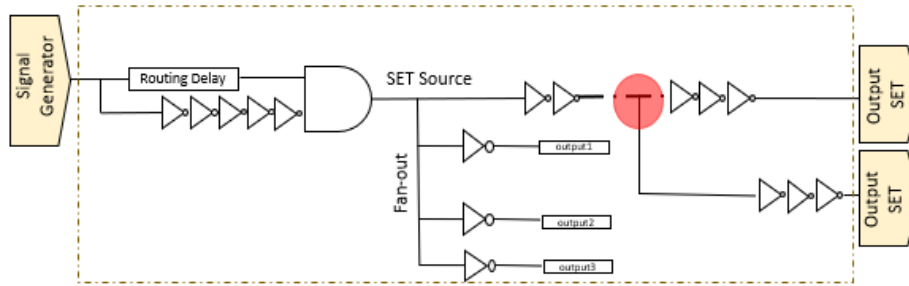 Signal
Generator
Routing Delay
SET Source
Fan-out
output1
output2
output3
Output
SET
Output
SET